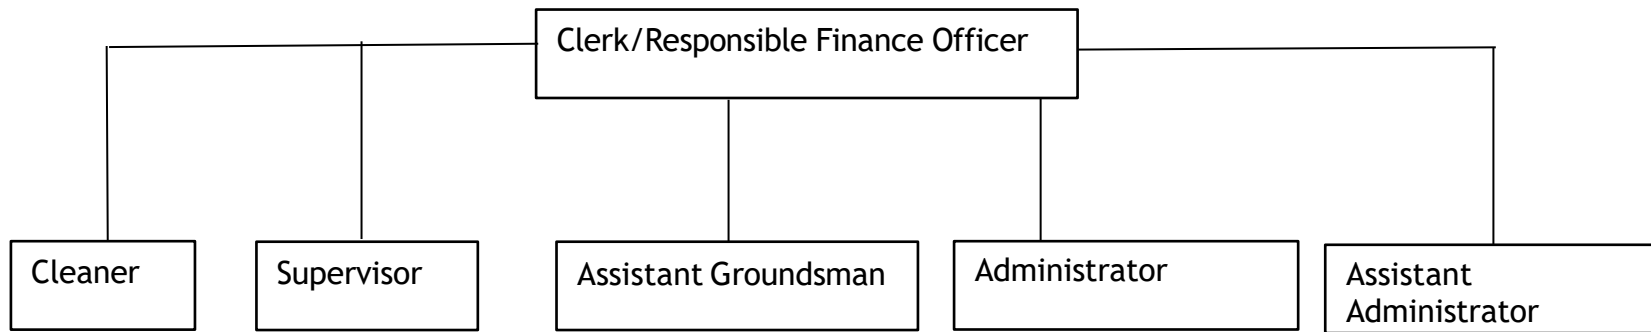 Clerk/Responsible Finance Officer
Cleaner
Supervisor
Assistant Groundsman
Administrator
Assistant
Administrator